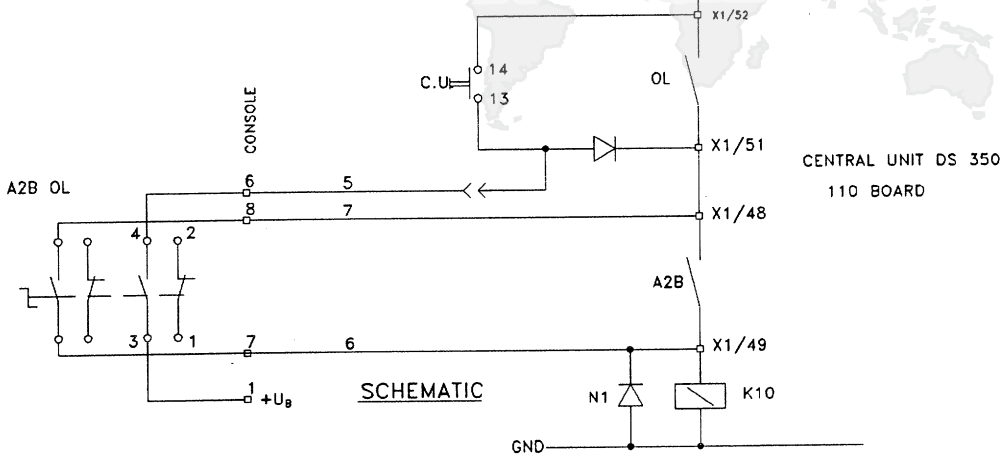 X1/52
14
C.U
13
OL
CONSOLE
X1/51
CENTRAL UNIT DS 350
110 BOARD
A2B OL
6
5
8
7
X1/48
4
2
A2B
3
1
7
6
X1/49
1
+UB
SCHEMATIC
N1
K10
GND